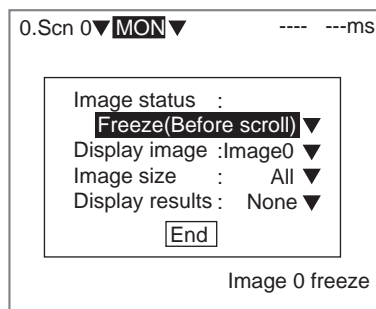 0.Scn 0▼MON▼ ---- ---ms
Image status :
Freeze(Before scroll) ▼
Display image :Image0 ▼
Image size : All ▼
Display results : None ▼
End
Image 0 freeze